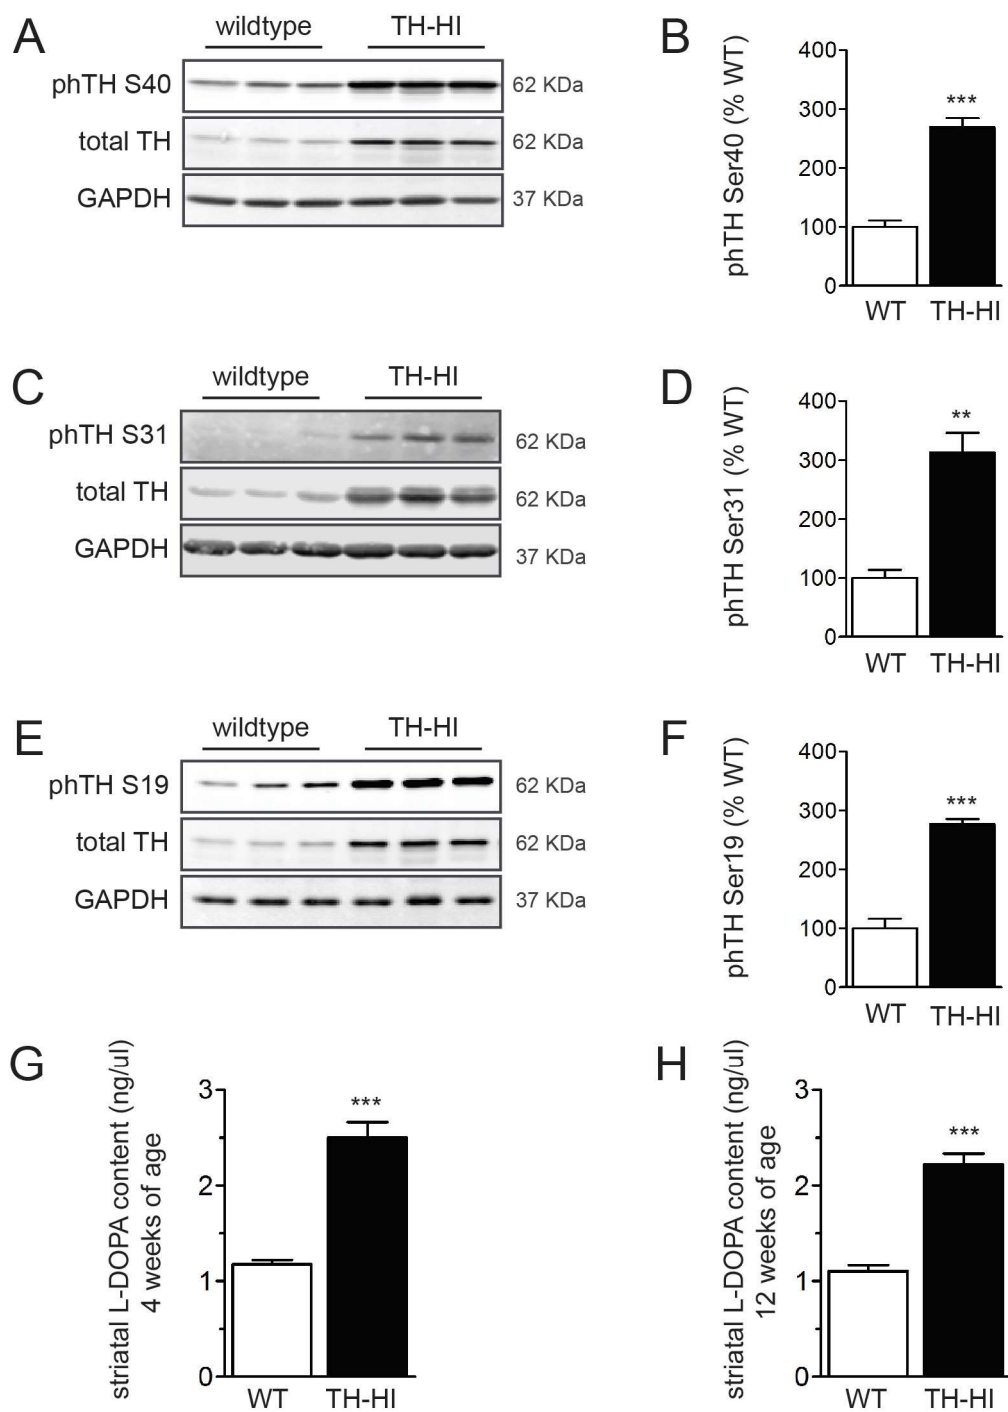 A
wildtype
TH-HI
phTH S40
62 KDa
total TH
62 KDa
GAPDH
37 KDa
B
phTH Ser40 (% WT)
400
300
200
100
0
***
WT
TH-HI
C
wildtype
TH-HI
phTH S31
62 KDa
total TH
62 KDa
GAPDH
37 KDa
D
phTH Ser31 (% WT)
400
300
200
100
0
**
WT
TH-HI
E
wildtype
TH-HI
phTH S19
62 KDa
total TH
62 KDa
GAPDH
37 KDa
F
phTH Ser19 (% WT)
400
300
200
100
0
***
WT
TH-HI
G
striatal L-DOPA content (ng/ul)
4 weeks of age
3
2
1
0
***
WT
TH-HI
H
striatal L-DOPA content (ng/ul)
12 weeks of age
3
2
1
0
***
WT
TH-HI